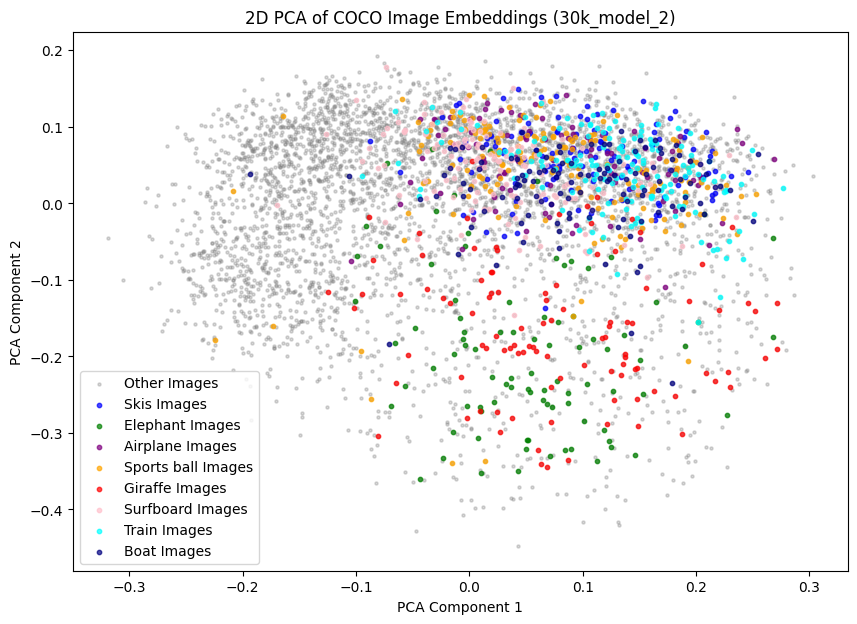 2D PCA of COCO Image Embeddings (30k_model_2)
PCA Component 2
0.2
0.1
0.0
−0.1
−0.2
−0.3
−0.4
Other Images
Skis Images
Elephant Images
Airplane Images
Sports ball Images
Giraffe Images
Surfboard Images
Train Images
Boat Images
−0.3
−0.2
−0.1
0.0
0.1
0.2
0.3
PCA Component 1